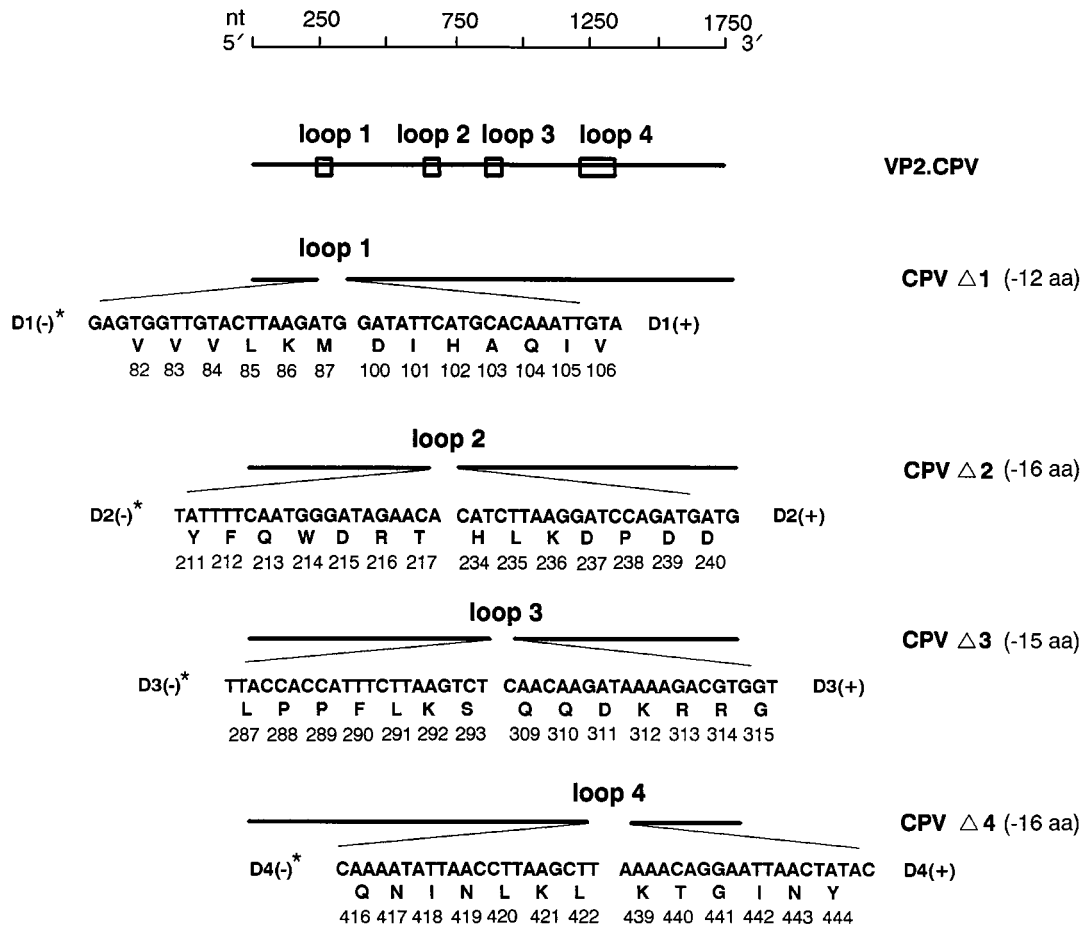 nt 250 750 1250 1750
5′ 3′
loop 1 loop 2 loop 3 loop 4
VP2.CPV
loop 1
CPV △1 (-12 aa)
D1(-)* GAGTGGTTGTACTTAAGATG GATATTCATGCACAAATTGTA D1(+)
V V V L K M D I H A Q I V
82 83 84 85 86 87 100 101 102 103 104 105 106
loop 2
CPV △2 (-16 aa)
D2(-)* TATTTTCAATGGGATAGAACA CATCTTAAGGATCCAGATGATG D2(+)
Y F Q W D R T H L K D P D D
211 212 213 214 215 216 217 234 235 236 237 238 239 240
loop 3
CPV △3 (-15 aa)
D3(-)* TTACCACCATTTCTTAAGTCT CAACAAGATAAAAGACGTGGT D3(+)
L P P F L K S Q Q D K R R G
287 288 289 290 291 292 293 309 310 311 312 313 314 315
loop 4
CPV △4 (-16 aa)
D4(-)* CAAAATATTAACCTTAAGCTT AAAACAGGAATTAACTATAC D4(+)
Q N I N L K L K T G I N Y
416 417 418 419 420 421 422 439 440 441 442 443 444